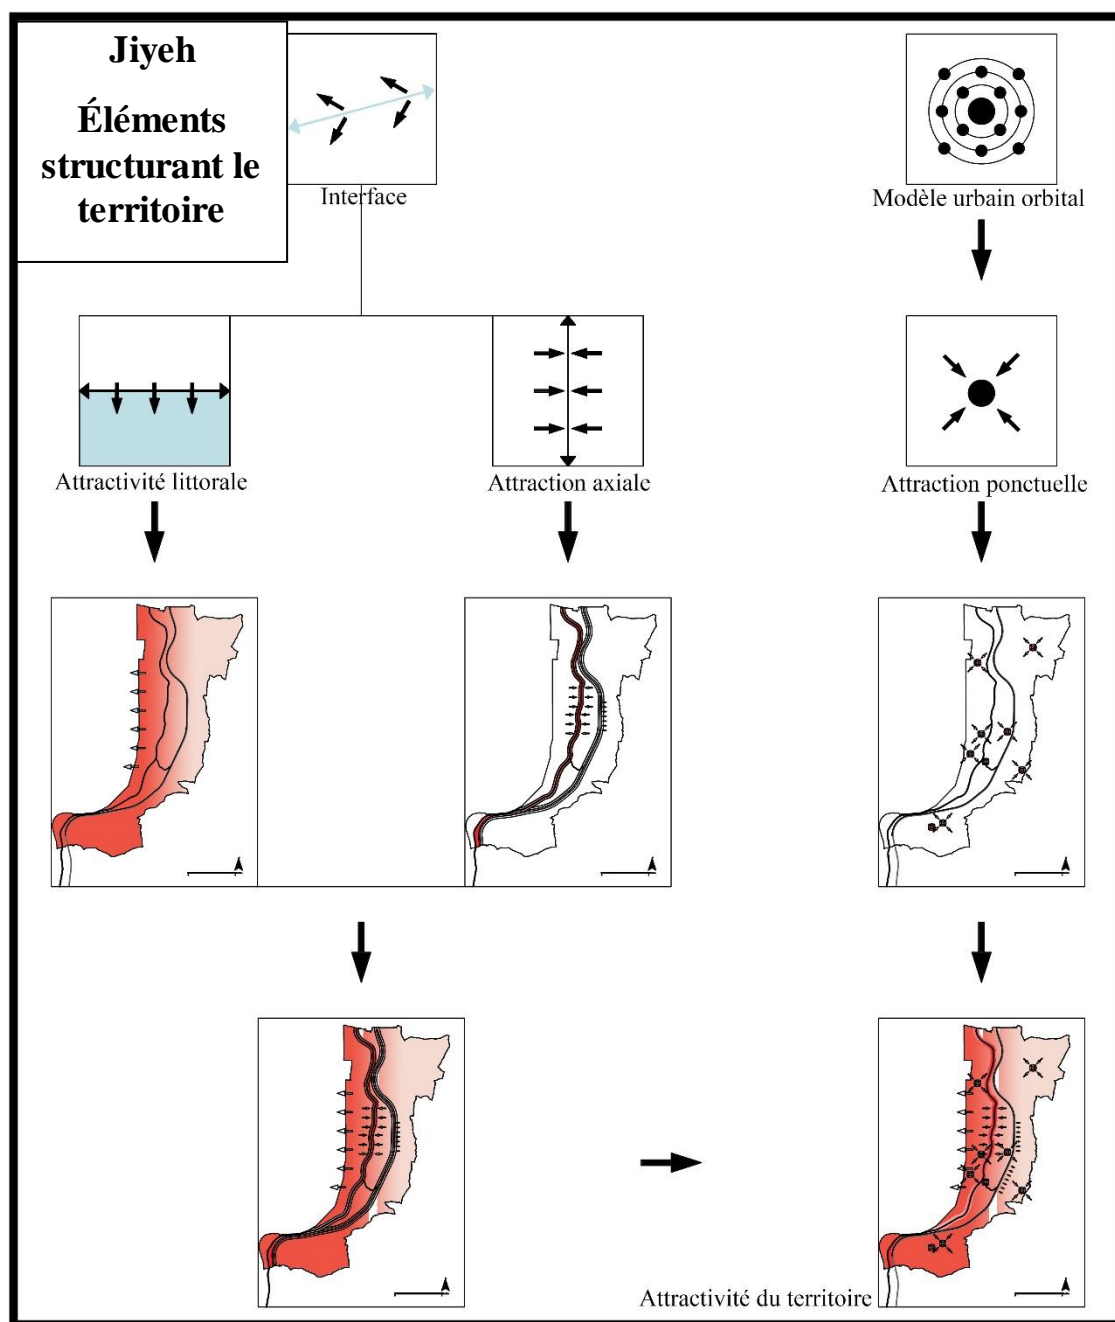 Jiyeh
Éléments
structurant le
territoire
Interface
Modèle urbain orbital
Attractivité littorale
Attraction axiale
Attraction ponctuelle
Attractivité du territoire